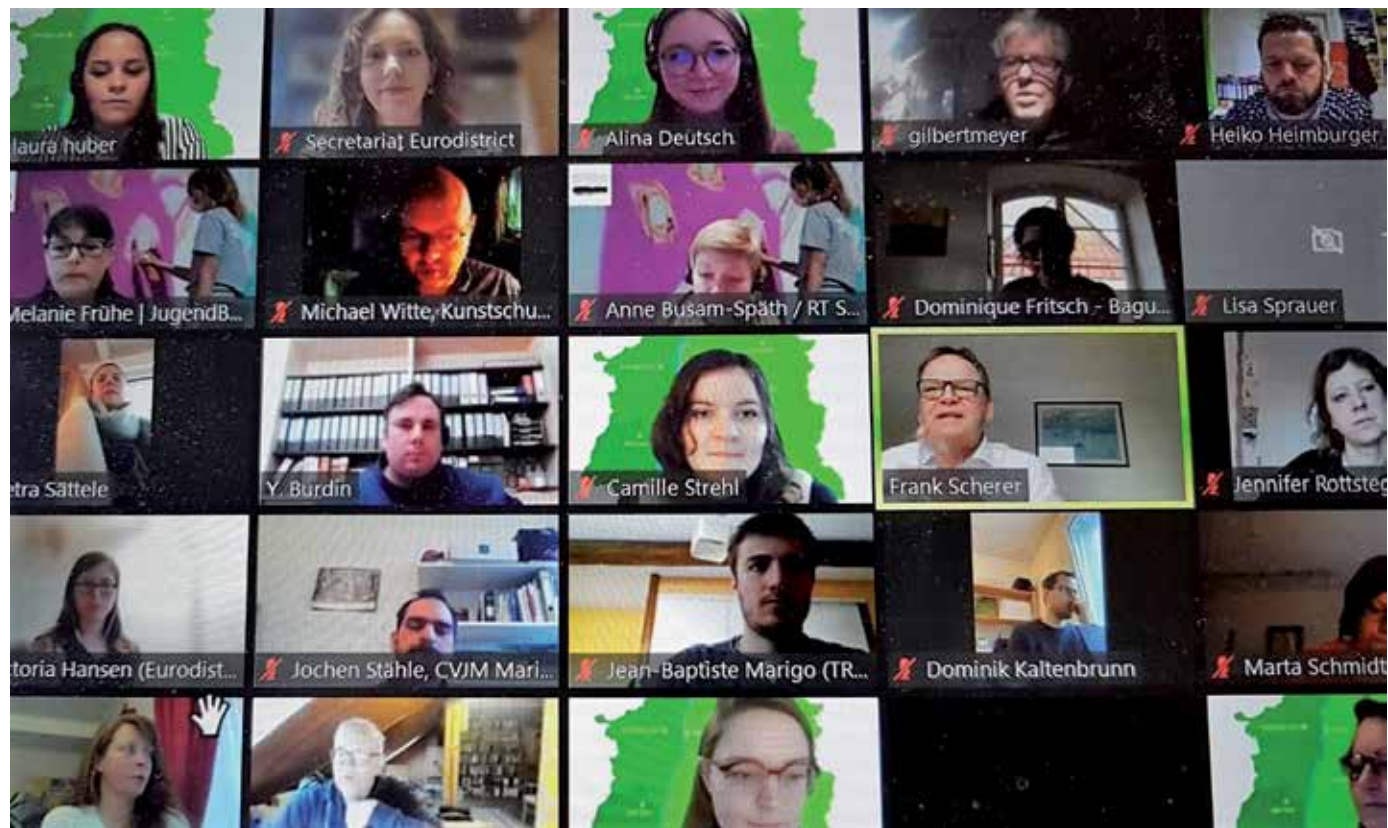 laura huber
Secretariat Eurodistrict
Alina Deutsch
gilbertmeyer
Heiko Heimburger
Melanie Frühe | JugendB...
Michael Witte, Kunstschu...
Anne Busam-Späth / RT S...
Dominique Fritsch - Bagu...
Lisa Sprauer
etra Sättele
Y. Burdin
Camille Strehl
Frank Scherer
Jennifer Rottsteg
ctoria Hansen (Eurodist...
Jochen Stähle, CVJM Mari...
Jean-Baptiste Marigo (TR...
Dominik Kaltenbrunn
Marta Schmidt